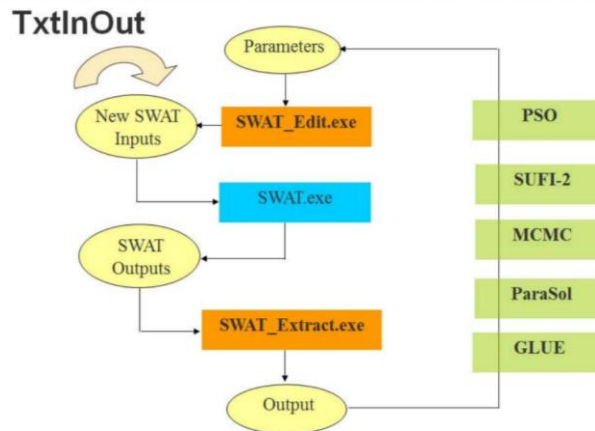 TxtInOut
Parameters
New SWAT
Inputs
SWAT_Edit.exe
PSO
SWAT.exe
SUFI-2
MCMC
SWAT
Outputs
ParaSol
SWAT_Extract.exe
GLUE
Output